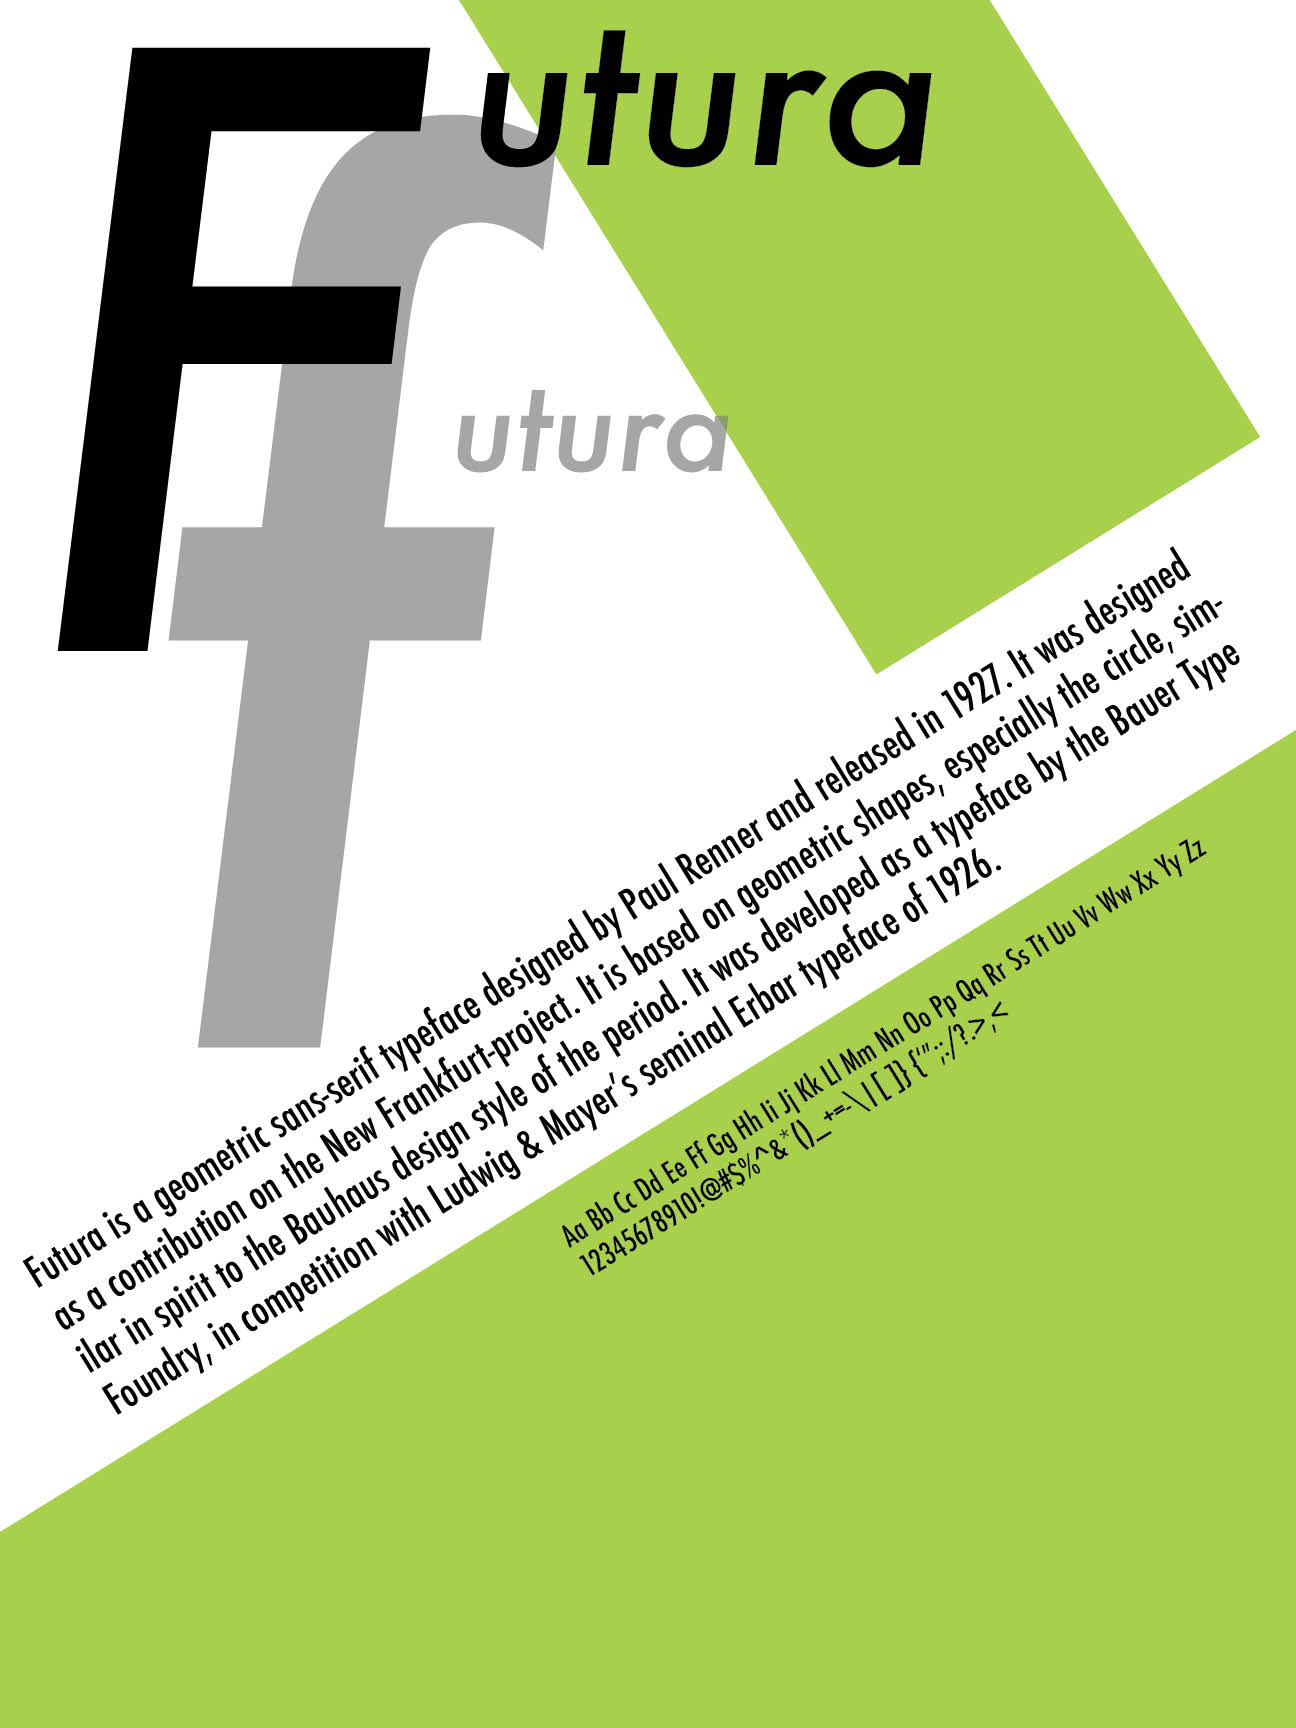 Futura
futura
Futura is a geometric sans-serif typeface designed by Paul Renner and released in 1927. It was designed
as a contribution on the New Frankfurt-project. It is based on geometric shapes, especially the circle, sim-
ilar in spirit to the Bauhaus design style of the period. It was developed as a typeface by the Bauer Type
Foundry, in competition with Ludwig & Mayer's seminal Erbar typeface of 1926.
Aa Bb Cc Dd Ee Ff Gg Hh Ii Jj Kk Ll Mm Nn Oo Pp Qq Rr Ss Tt Uu Vv Ww Xx Yy Zz
12345678910!@#$%^&*()_+=-\|[ ]} {‘”’:;./?.>,<